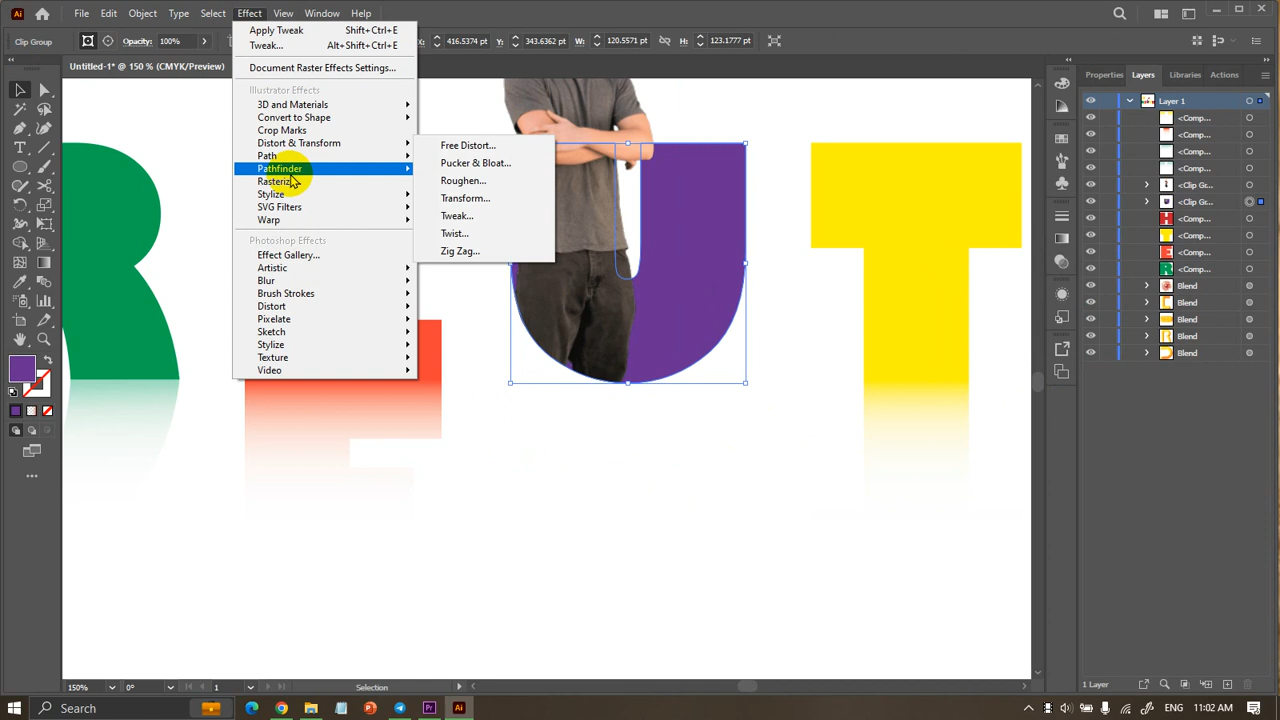 Ai File Edit Object Type Select Effect View Window Help
Clip Group Opacity: 100% X: 416.5374 pt Y: 343.6362 pt W: 120.5571 pt H: 123.1777 pt
Untitled-1* @ 150 % (CMYK/Preview)
Apply Tweak Shift+Ctrl+E
Tweak... Alt+Shift+Ctrl+E
Document Raster Effects Settings...
Illustrator Effects
3D and Materials
Convert to Shape
Crop Marks
Distort & Transform
Path
Pathfinder
Stylize
SVG Filters
Warp
Photoshop Effects
Effect Gallery...
Artistic
Blur
Brush Strokes
Distort
Pixelate
Sketch
Stylize
Texture
Video
Free Distort...
Pucker & Bloat...
Roughen...
Transform...
Tweak...
Twist...
Zig Zag...
R E U T
Properties Layers Libraries Actions
Layer 1
<Comp...
<Comp...
<Comp...
<Comp...
<Clip Gr...
<Clip Gr...
<Comp...
<Comp...
<Comp...
<Comp...
Blend
Blend
Blend
Blend
Blend
1 Layer
150% 0° 1 Selection
Search Pr Ai ENG 11:02 AM